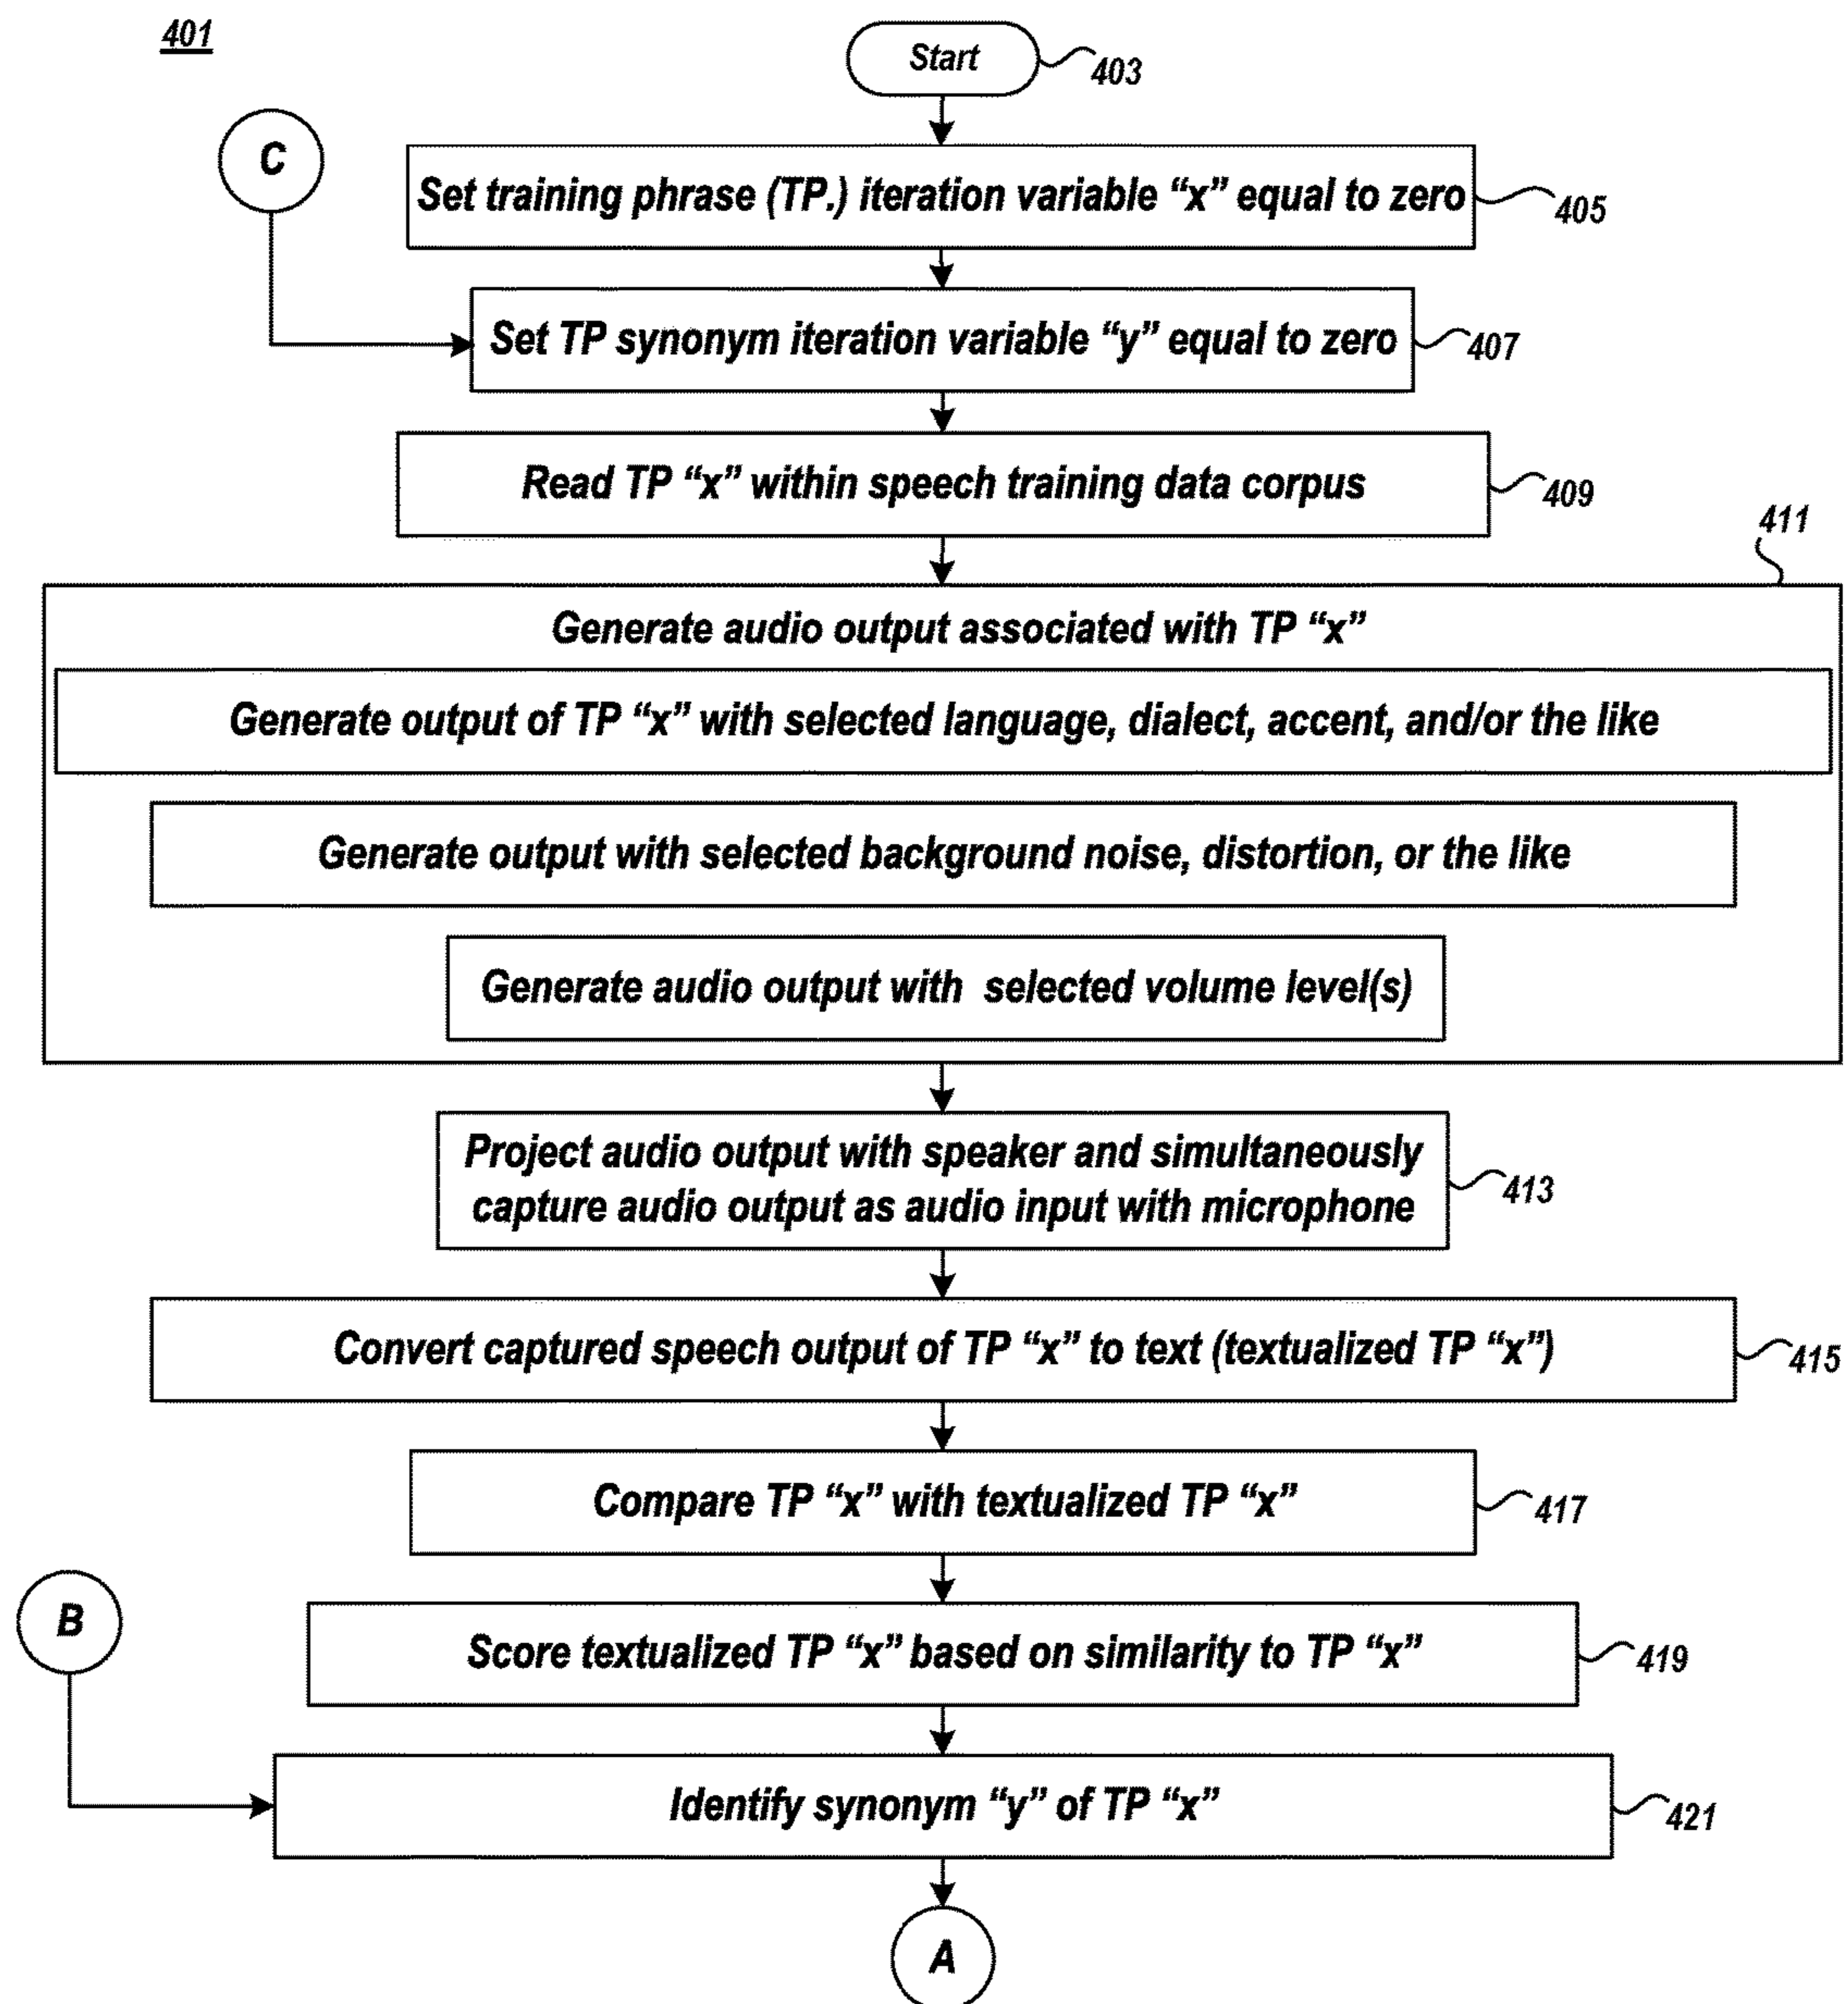 401
Start
403
C
Set training phrase (TP.) iteration variable “x” equal to zero
405
Set TP synonym iteration variable “y” equal to zero
407
Read TP “x” within speech training data corpus
409
411
Generate audio output associated with TP “x”
Generate output of TP “x” with selected language, dialect, accent, and/or the like
Generate output with selected background noise, distortion, or the like
Generate audio output with selected volume level(s)
Project audio output with speaker and simultaneously
capture audio output as audio input with microphone
413
Convert captured speech output of TP “x” to text (textualized TP “x”)
415
Compare TP “x” with textualized TP “x”
417
B
Score textualized TP “x” based on similarity to TP “x”
419
Identify synonym “y” of TP “x”
421
A